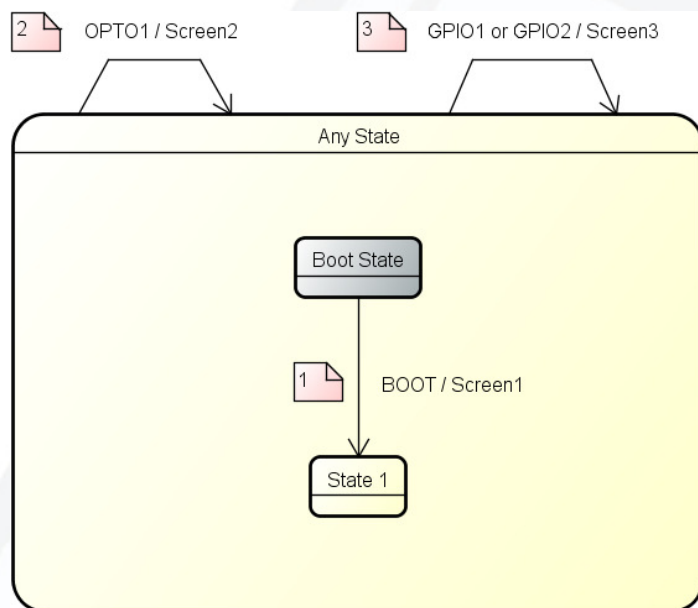 2
OPTO1 / Screen2
3
GPIO1 or GPIO2 / Screen3
Any State
Boot State
1
BOOT / Screen1
State 1